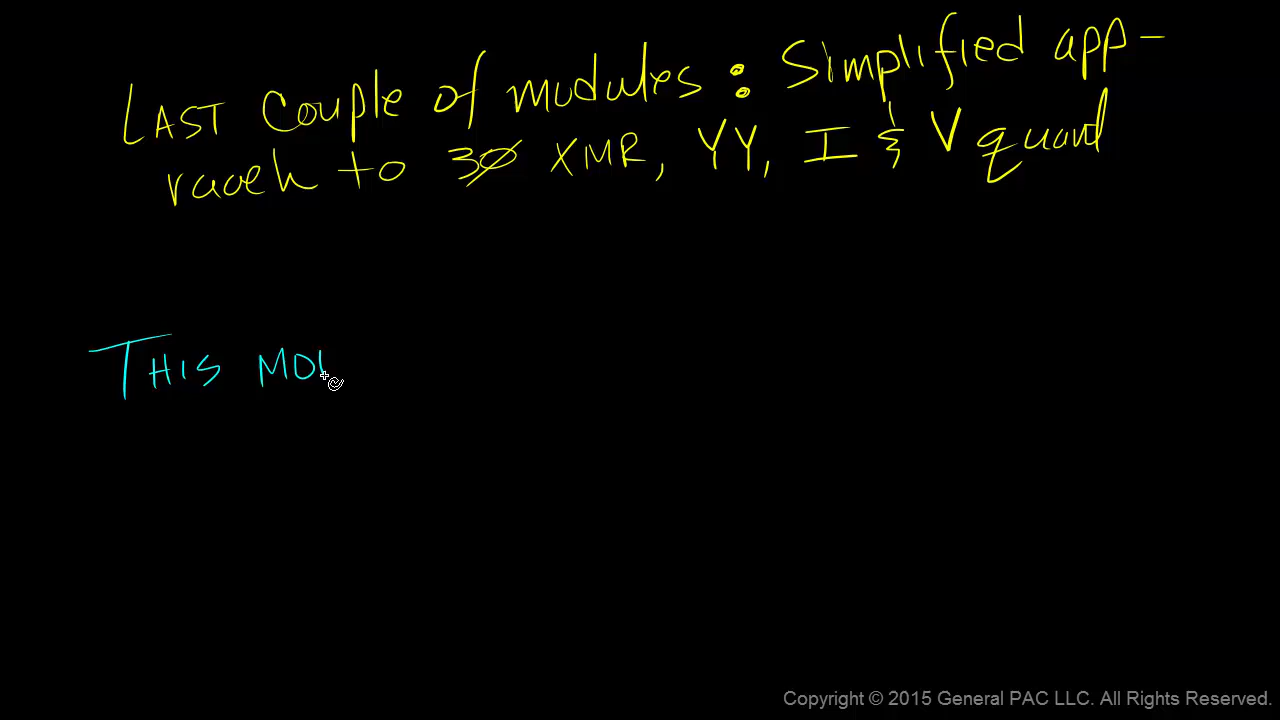 LAST Couple of modules: Simplified app-
roach to 3Ø XMR, YY, I & V quant
THIS MO
Copyright © 2015 General PAC LLC. All Rights Reserved.